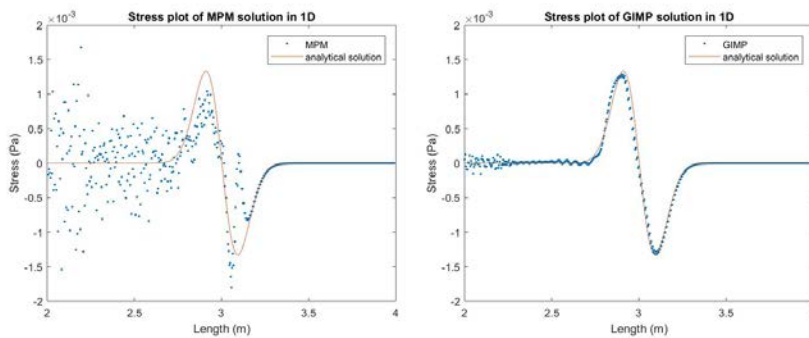 Stress plot of MPM solution in 1D
×10⁻³
2
1.5
1
0.5
0
-0.5
-1
-1.5
-2
Stress (Pa)
2 2.5 3 3.5 4
Length (m)
MPM
analytical solution
Stress plot of GIMP solution in 1D
×10⁻³
2
1.5
1
0.5
0
-0.5
-1
-1.5
-2
Stress (Pa)
2 2.5 3 3.5
Length (m)
GIMP
analytical solution